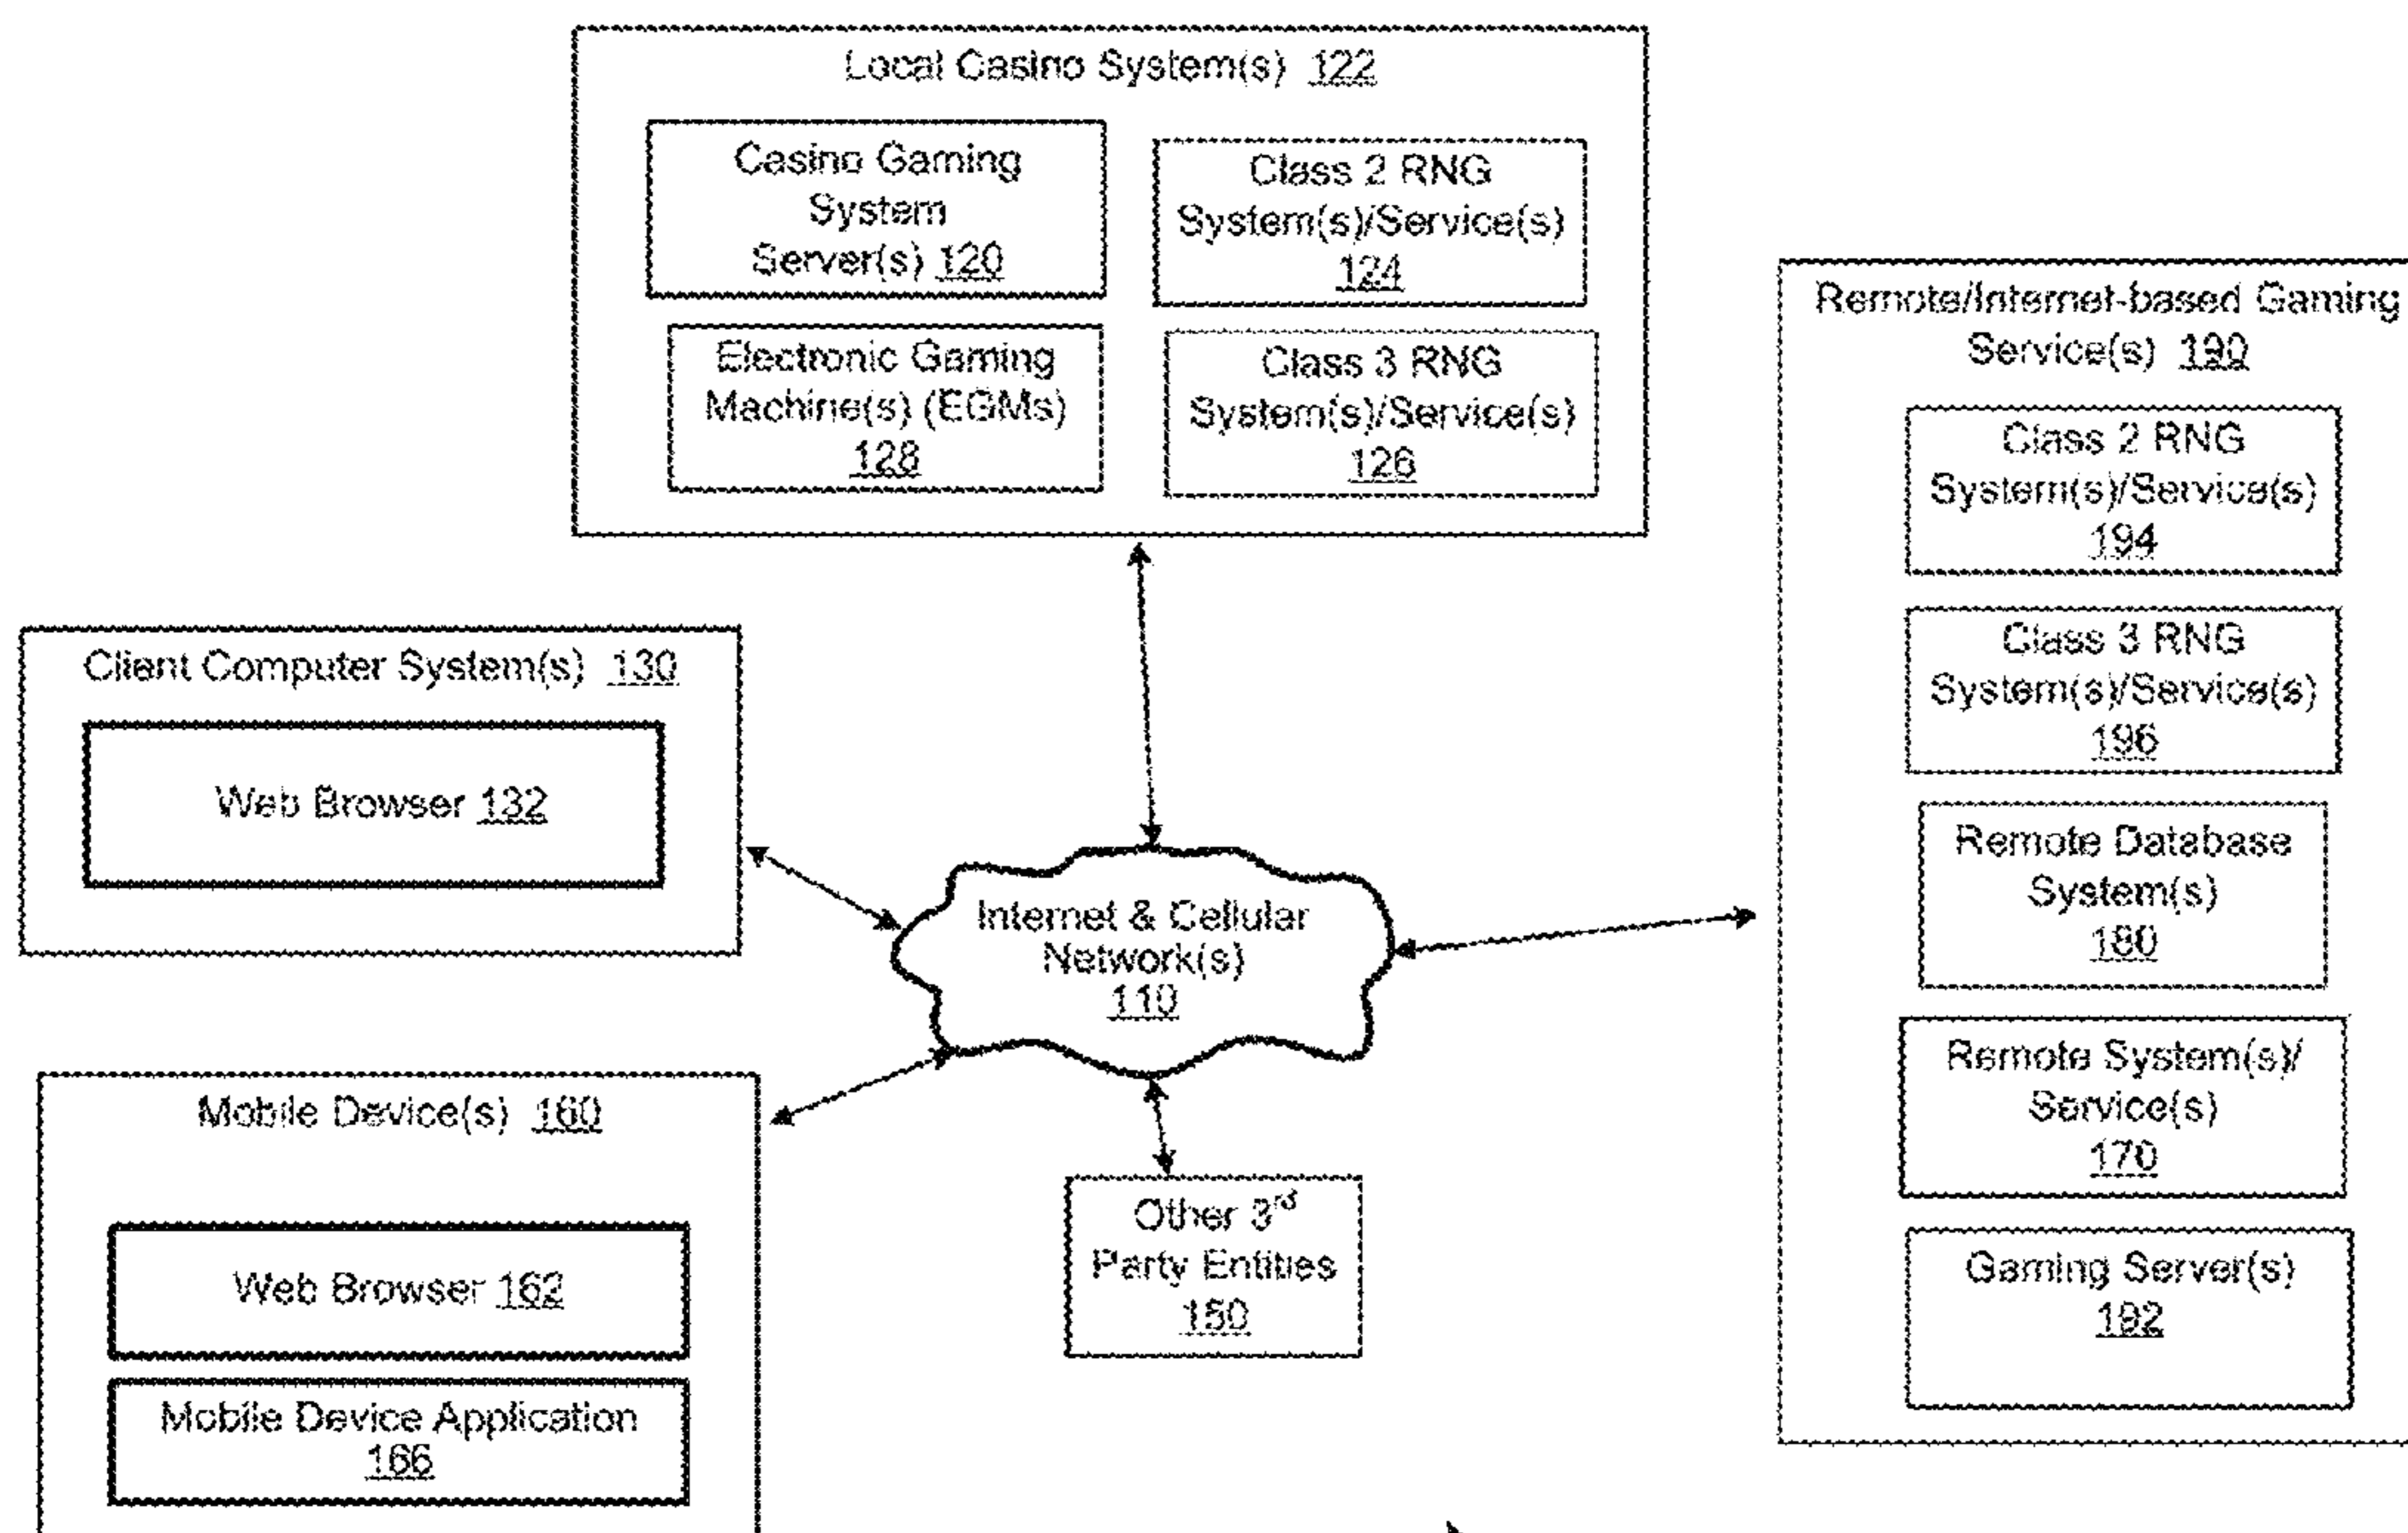 Local Casino System(s) 122
Casino Gaming
System
Server(s) 120
Class 2 RNG
System(s)/Service(s)
124
Electronic Gaming
Machine(s) (EGMs)
128
Class 3 RNG
System(s)/Service(s)
126
Remote/Internet-based Gaming
Service(s) 190
Class 2 RNG
System(s)/Service(s)
194
Class 3 RNG
System(s)/Service(s)
196
Remote Database
System(s)
180
Remote System(s)/
Service(s)
170
Gaming Server(s)
192
Client Computer System(s) 130
Web Browser 132
Internet & Cellular
Network(s)
110
Mobile Device(s) 160
Web Browser 162
Mobile Device Application
166
Other 3rd
Party Entities
150